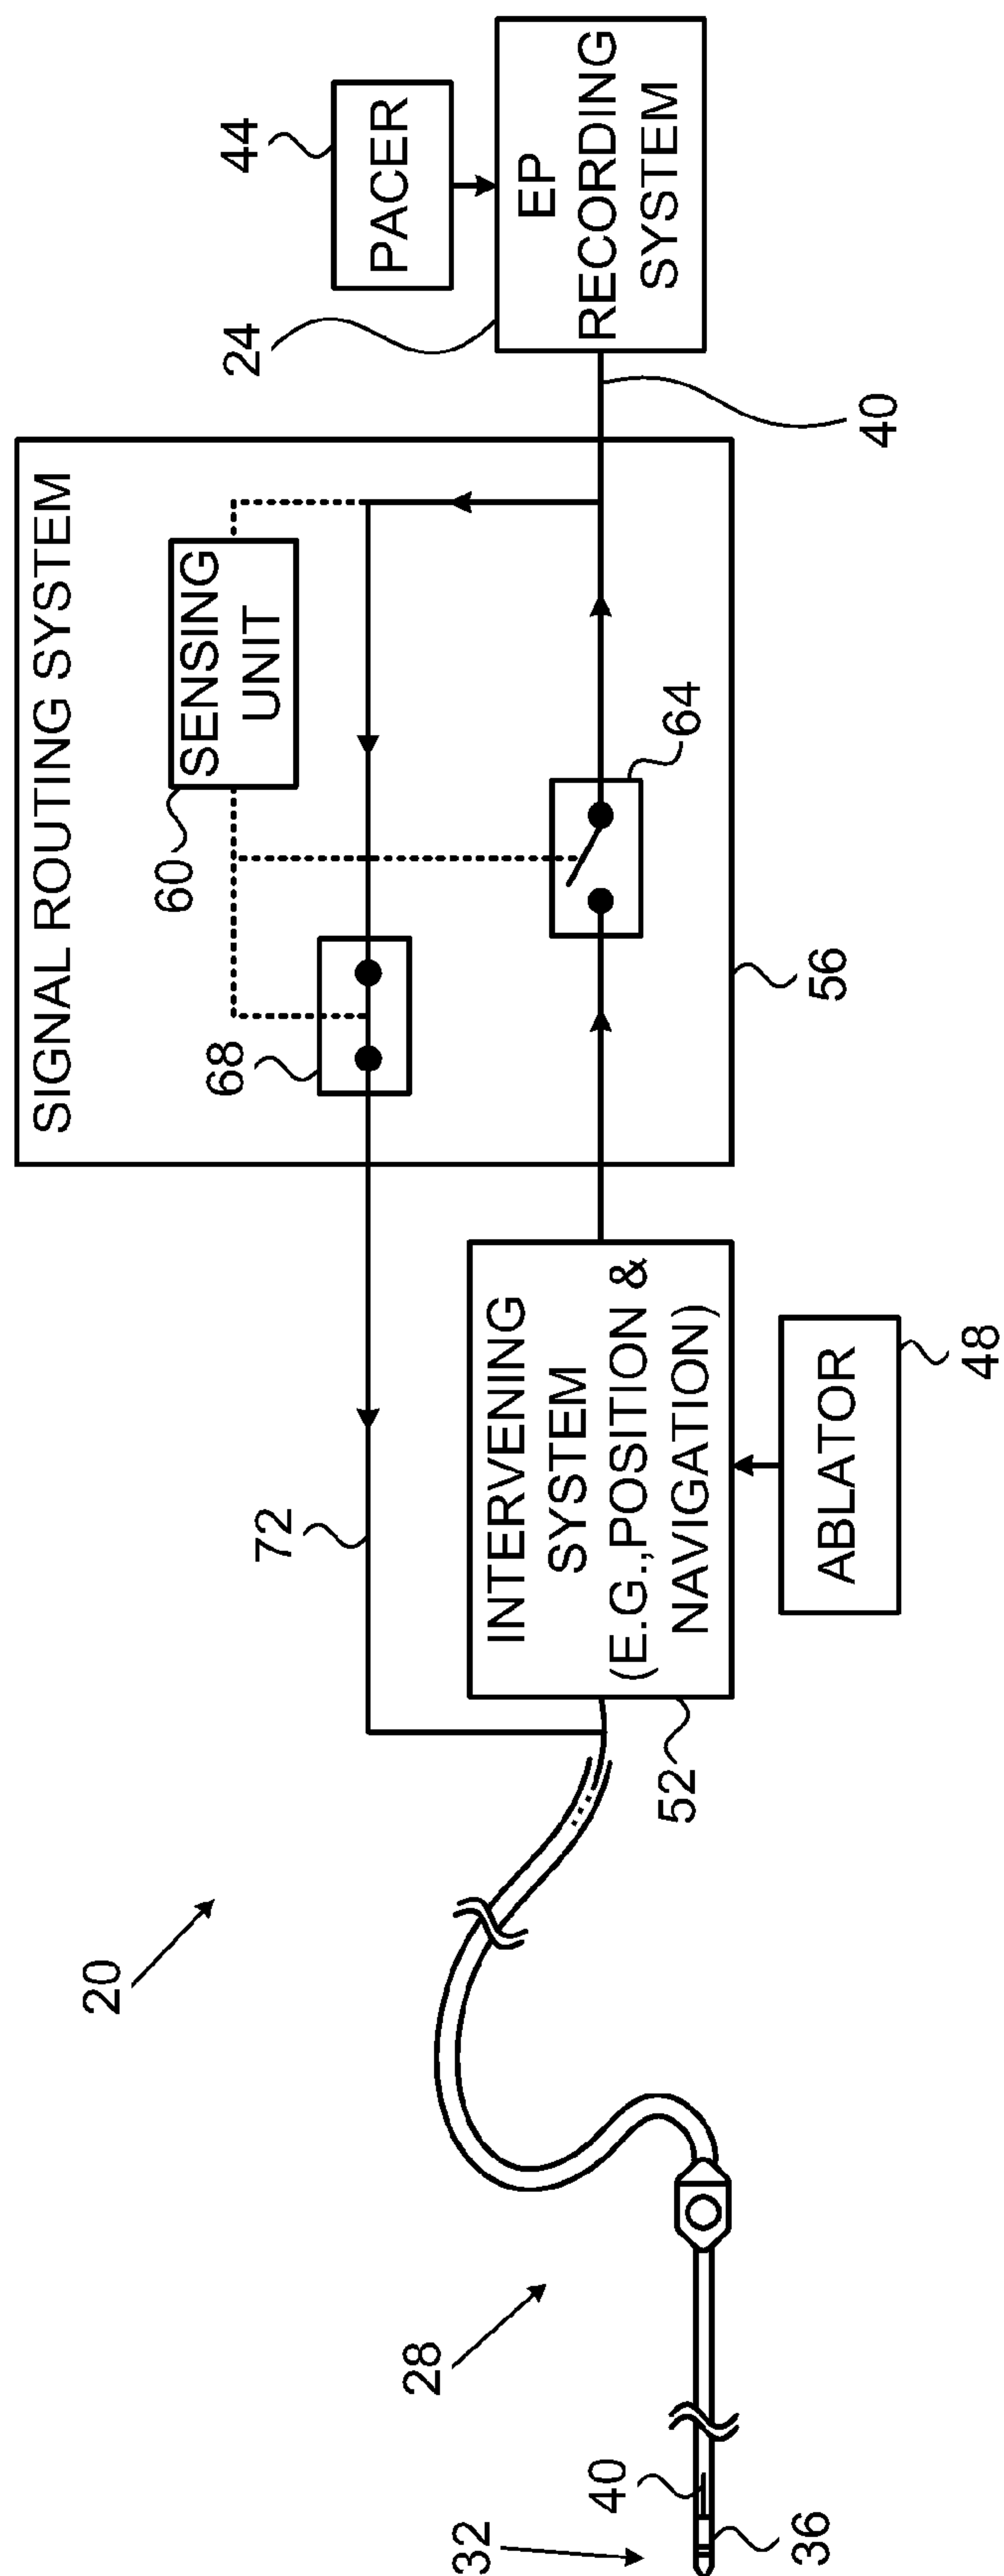 SIGNAL ROUTING SYSTEM
SENSING
UNIT
60
68
64
56
72
INTERVENING
SYSTEM
(E.G.,POSITION &
NAVIGATION)
52
ABLATOR
48
PACER
44
EP
RECORDING
SYSTEM
24
40
20
28
32
40
36